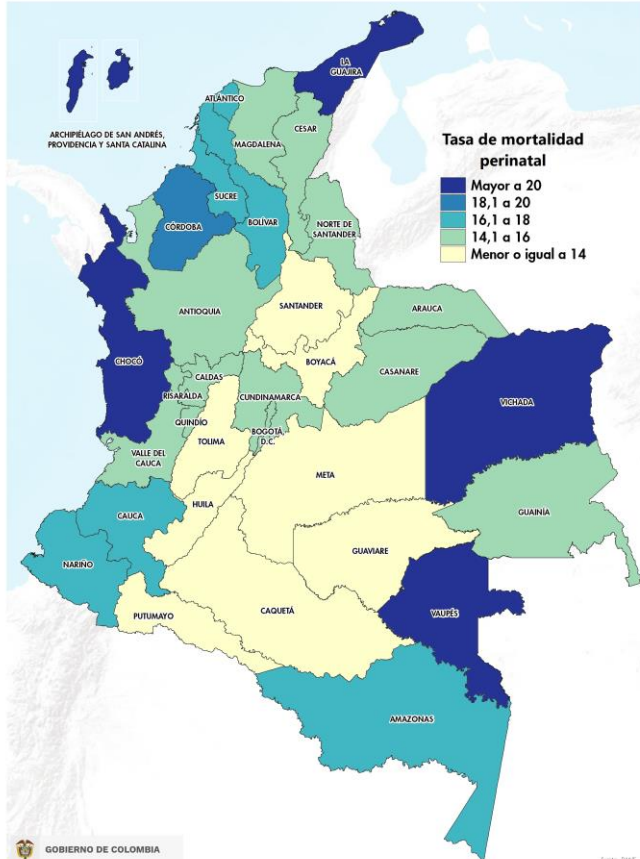 LA
GUAJIRA
ATLÁNTICO
ARCHIPIÉLAGO DE SAN ANDRÉS,
PROVIDENCIA Y SANTA CATALINA
MAGDALENA
CESAR
Tasa de mortalidad
perinatal
Mayor a 20
18,1 a 20
16,1 a 18
14,1 a 16
Menor o igual a 14
SUCRE
CÓRDOBA
BOLÍVAR
NORTE DE
SANTANDER
ANTIOQUIA
SANTANDER
ARAUCA
CHOCÓ
BOYACÁ
CASANARE
CALDAS
RISARALDA
CUNDINAMARCA
VICHADA
QUINDÍO
TOLIMA
BOGOTÁ,
D.C.
VALLE DEL
CAUCA
META
GUAINÍA
CAUCA
HUILA
GUAVIARE
NARIÑO
PUTUMAYO
CAQUETÁ
VAUPÉS
AMAZONAS
GOBIERNO DE COLOMBIA